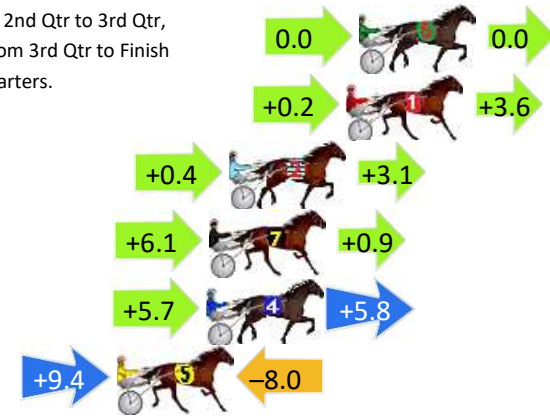 2nd Qtr to 3rd Qtr,
om 3rd Qtr to Finish
arters.
0.0 6 0.0
+0.2 1 +3.6
+0.4 2 +3.1
+6.1 7 +0.9
+5.7 4 +5.8
+9.4 5 –8.0